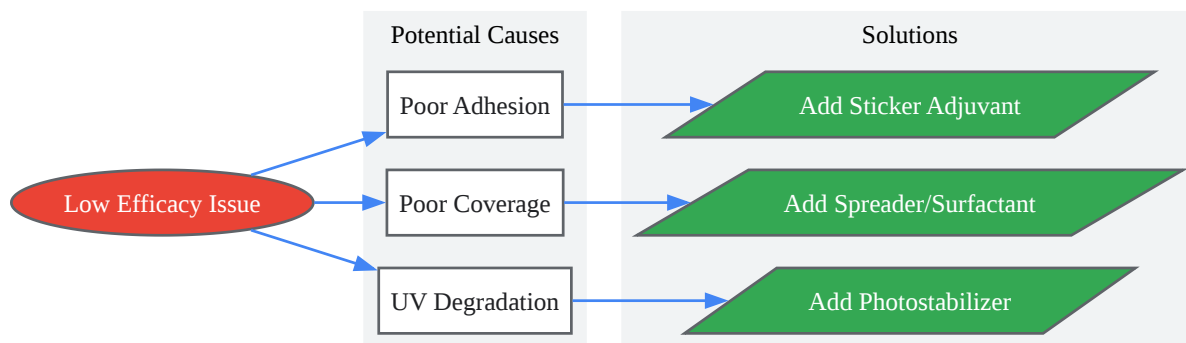 Potential Causes
Solutions
Poor Adhesion
Add Sticker Adjuvant
Low Efficacy Issue
Poor Coverage
Add Spreader/Surfactant
UV Degradation
Add Photostabilizer